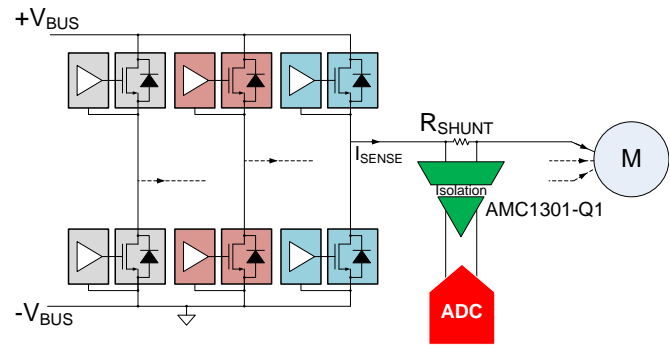 +VBUS
RSHUNT
ISENSE
M
Isolation
AMC1301-Q1
-VBUS
ADC